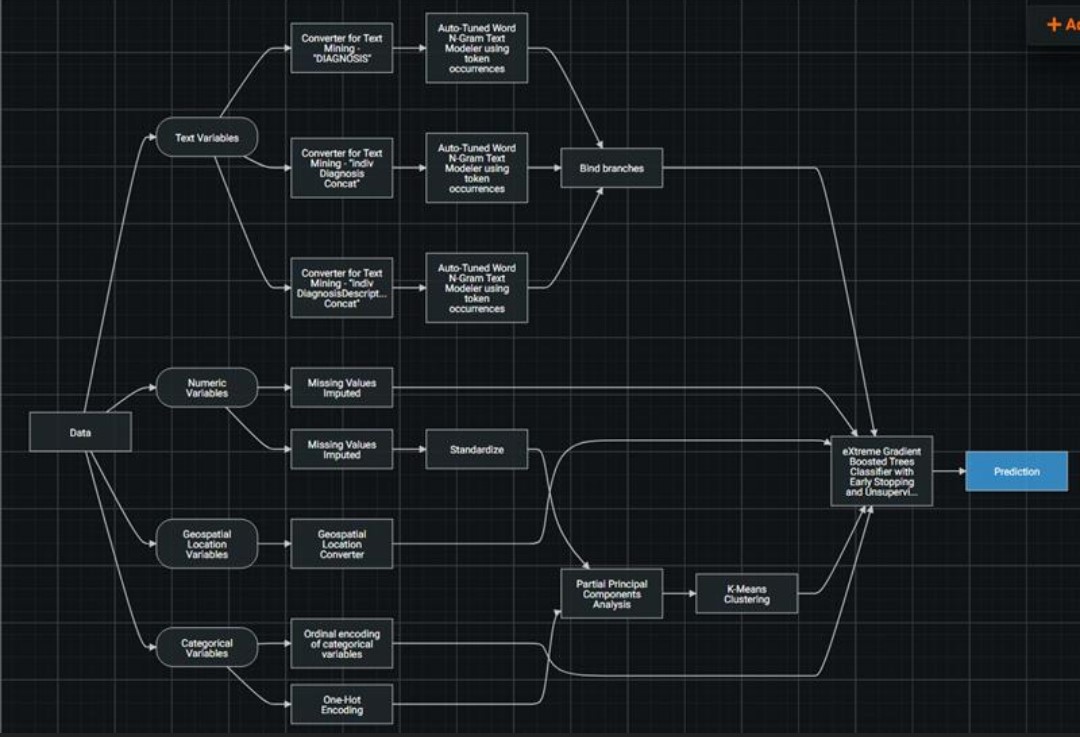 Converter for Text
Mining -
"DIAGNOSIS"
Auto-Tuned Word
N-Gram Text
Modeler using
token
occurrences
+ Ad
Text Variables
Converter for Text
Mining - "Indiv
Diagnosis
Concat"
Auto-Tuned Word
N-Gram Text
Modeler using
token
occurrences
Bind branches
Converter for Text
Mining - "Indiv
DiagnosisDescript...
Concat"
Auto-Tuned Word
N-Gram Text
Modeler using
token
occurrences
Numeric
Variables
Missing Values
Imputed
Data
Missing Values
Imputed
Standardize
eXtreme Gradient
Boosted Trees
Classifier with
Early Stopping
and Unsupervi...
Prediction
Geospatial
Location
Variables
Geospatial
Location
Converter
Partial Principal
Components
Analysis
K-Means
Clustering
Categorical
Variables
Ordinal encoding
of categorical
variables
One-Hot
Encoding